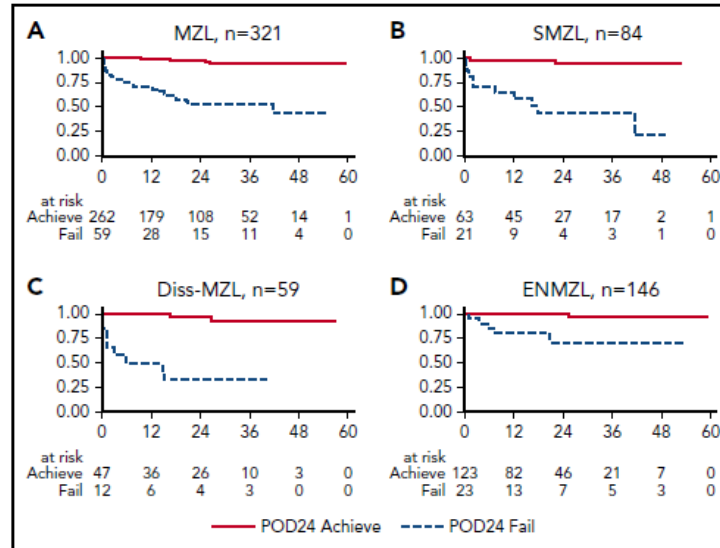 A MZL, n=321
1.00
0.75
0.50
0.25
0.00
0 12 24 36 48 60
at risk
Achieve 262 179 108 52 14 1
Fail 59 28 15 11 4 0
B SMZL, n=84
1.00
0.75
0.50
0.25
0.00
0 12 24 36 48 60
at risk
Achieve 63 45 27 17 2 1
Fail 21 9 4 3 1 0
C Diss-MZL, n=59
1.00
0.75
0.50
0.25
0.00
0 12 24 36 48 60
at risk
Achieve 47 36 26 10 3 0
Fail 12 6 4 3 0 0
D ENMZL, n=146
1.00
0.75
0.50
0.25
0.00
0 12 24 36 48 60
at risk
Achieve 123 82 46 21 7 0
Fail 23 13 7 5 3 0
POD24 Achieve POD24 Fail